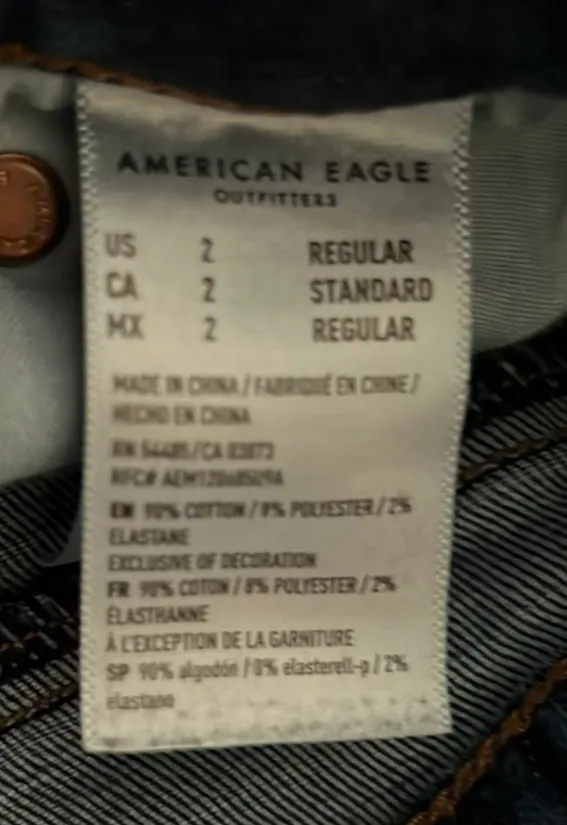 AMERICAN EAGLE
OUTFITTERS
US 2 REGULAR
CA 2 STANDARD
MX 2 REGULAR
MADE IN CHINA / FABRIQUÉ EN CHINE /
HECHO EN CHINA
RN 54485/CA 03073
RFC#
EN 90% COTTON / 8% POLYESTER / 2%
ELASTANE
EXCLUSIVE OF DECORATION
FR 90% COTON / 8% POLYESTER / 2%
ÉLASTHANNE
À L'EXCEPTION DE LA GARNITURE
SP 90% algodón / 8% elasterell-p / 2%
elastano